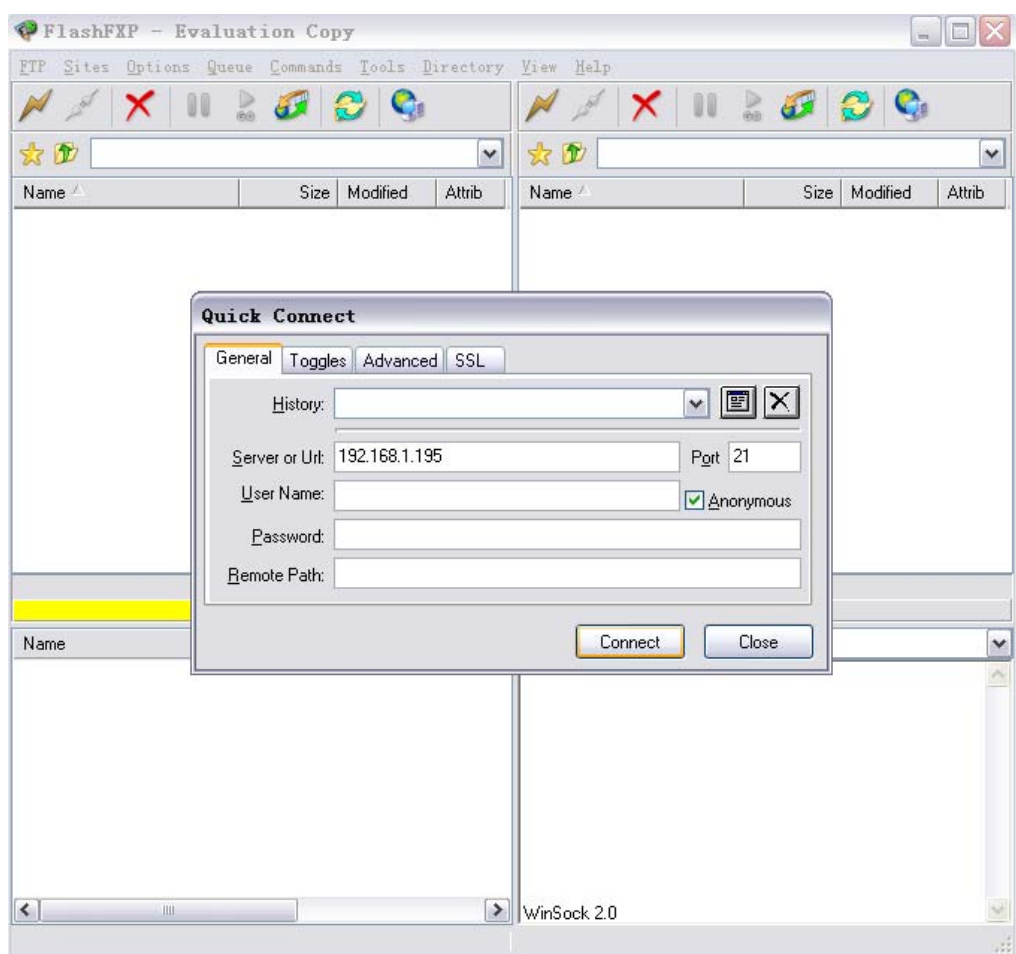 FlashFXP - Evaluation Copy
FTP Sites Options Queue Commands Tools Directory View Help
Name Size Modified Attrib Name Size Modified Attrib
Quick Connect
General Toggles Advanced SSL
History:
Server or Url: 192.168.1.195 Port 21
User Name: Anonymous
Password:
Remote Path:
Connect Close
Name
WinSock 2.0